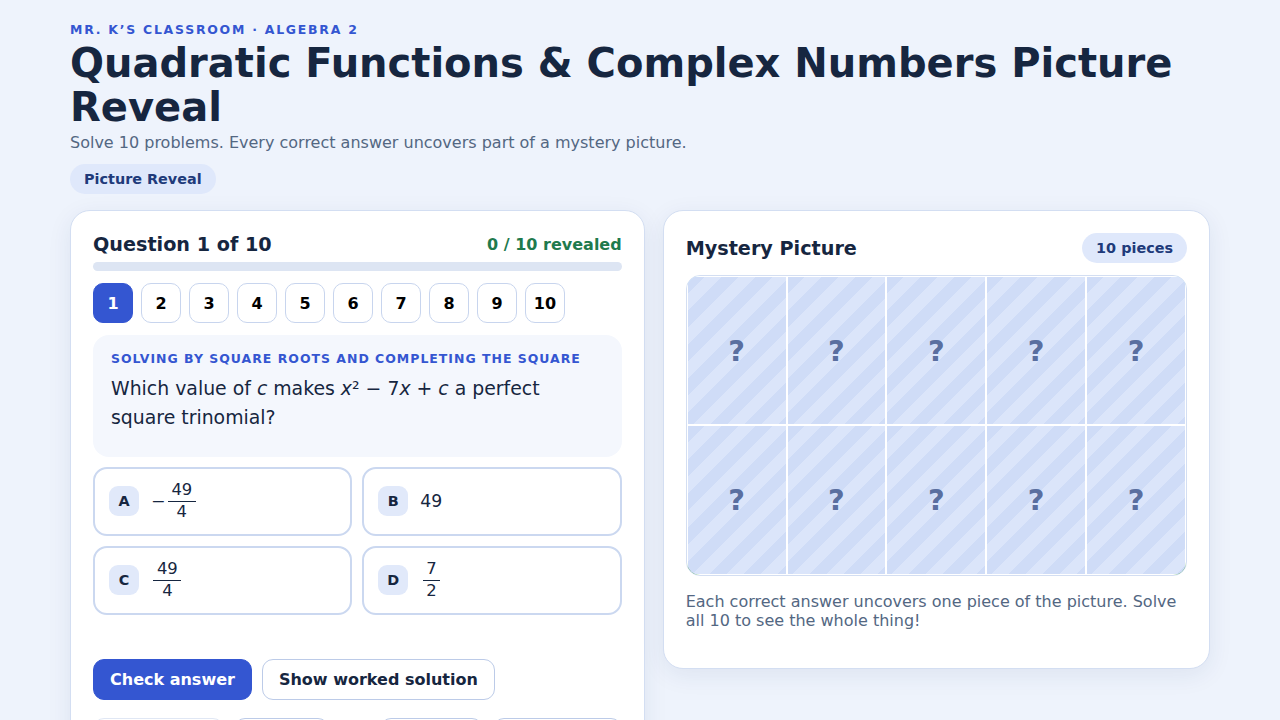 MR. K’S CLASSROOM · ALGEBRA 2
Quadratic Functions & Complex Numbers Picture
Reveal
Solve 10 problems. Every correct answer uncovers part of a mystery picture.
Picture Reveal
Question 1 of 10
0 / 10 revealed
1 2 3 4 5 6 7 8 9 10
SOLVING BY SQUARE ROOTS AND COMPLETING THE SQUARE
Which value of c makes x² − 7x + c a perfect
square trinomial?
A −49/4
B 49
C 49/4
D 7/2
Check answer
Show worked solution
Mystery Picture
10 pieces
? ? ? ? ?
? ? ? ? ?
Each correct answer uncovers one piece of the picture. Solve
all 10 to see the whole thing!